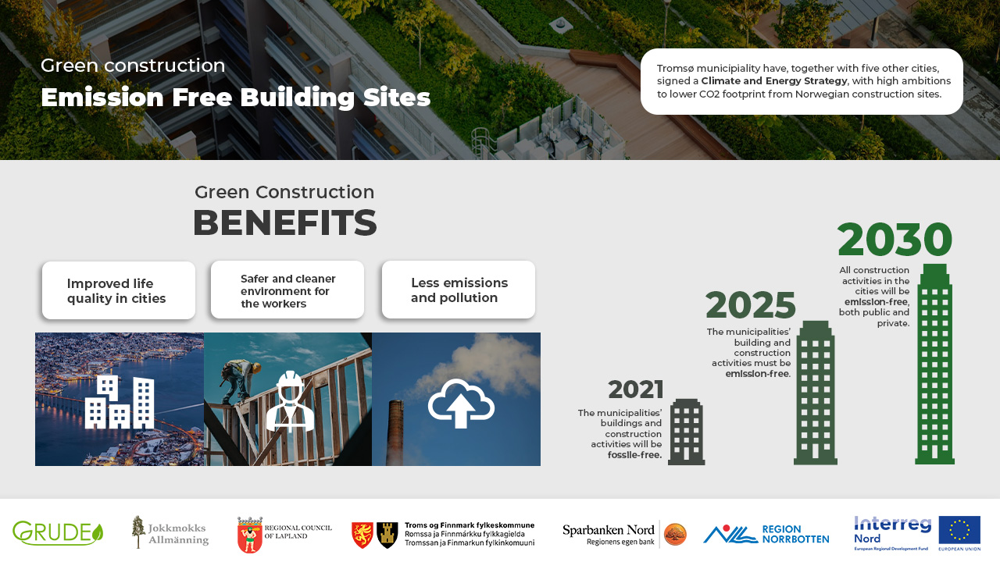 Green construction
Emission Free Building Sites
Tromsø municipiality have, together with five other cities,
signed a Climate and Energy Strategy, with high ambitions
to lower CO2 footprint from Norwegian construction sites.
Green Construction
BENEFITS
Improved life
quality in cities
Safer and cleaner
environment for
the workers
Less emissions
and pollution
2021
The municipalities’
buildings and
construction
activities will be
fossile-free.
2025
The municipalities’
building and
construction
activities must be
emission-free.
2030
All construction
activities in the
cities will be
emission-free,
both public and
private.
GRUDE
Jokkmokks
Allmänning
REGIONAL COUNCIL
OF LAPLAND
Troms og Finnmark fylkeskommune
Romssa ja Finnmárkku fylkkagielda
Tromssan ja Finmarkun fylkinkomuuni
Sparbanken Nord
Regionens egen bank
REGION
NORRBOTTEN
Interreg
Nord
European Regional Development Fund
EUROPEAN UNION